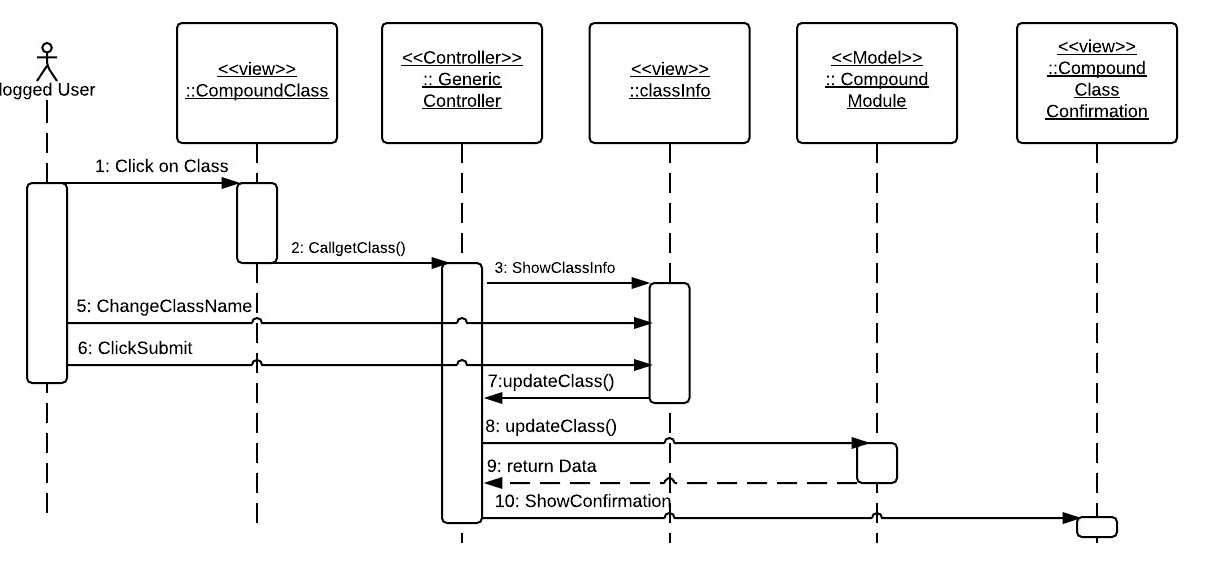 logged User
<<view>>
::CompoundClass
<<Controller>>
:: Generic
Controller
<<view>>
::classInfo
<<Model>>
:: Compound
Module
<<view>>
::Compound
Class
Confirmation
1: Click on Class
2: CallgetClass()
3: ShowClassInfo
5: ChangeClassName
6: ClickSubmit
7:updateClass()
8: updateClass()
9: return Data
10: ShowConfirmation